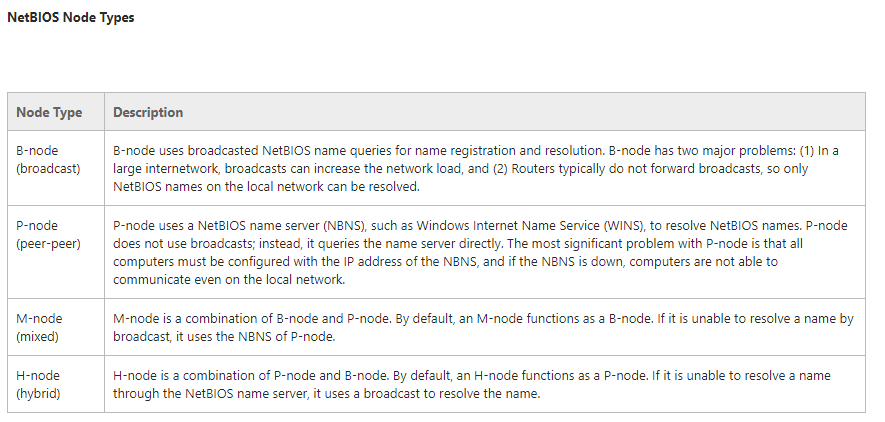 NetBIOS Node Types
Node Type Description
B-node
(broadcast)
B-node uses broadcasted NetBIOS name queries for name registration and resolution. B-node has two major problems: (1) In a
large internetwork, broadcasts can increase the network load, and (2) Routers typically do not forward broadcasts, so only
NetBIOS names on the local network can be resolved.
P-node
(peer-peer)
P-node uses a NetBIOS name server (NBNS), such as Windows Internet Name Service (WINS), to resolve NetBIOS names. P-node
does not use broadcasts; instead, it queries the name server directly. The most significant problem with P-node is that all
computers must be configured with the IP address of the NBNS, and if the NBNS is down, computers are not able to
communicate even on the local network.
M-node
(mixed)
M-node is a combination of B-node and P-node. By default, an M-node functions as a B-node. If it is unable to resolve a name by
broadcast, it uses the NBNS of P-node.
H-node
(hybrid)
H-node is a combination of P-node and B-node. By default, an H-node functions as a P-node. If it is unable to resolve a name
through the NetBIOS name server, it uses a broadcast to resolve the name.